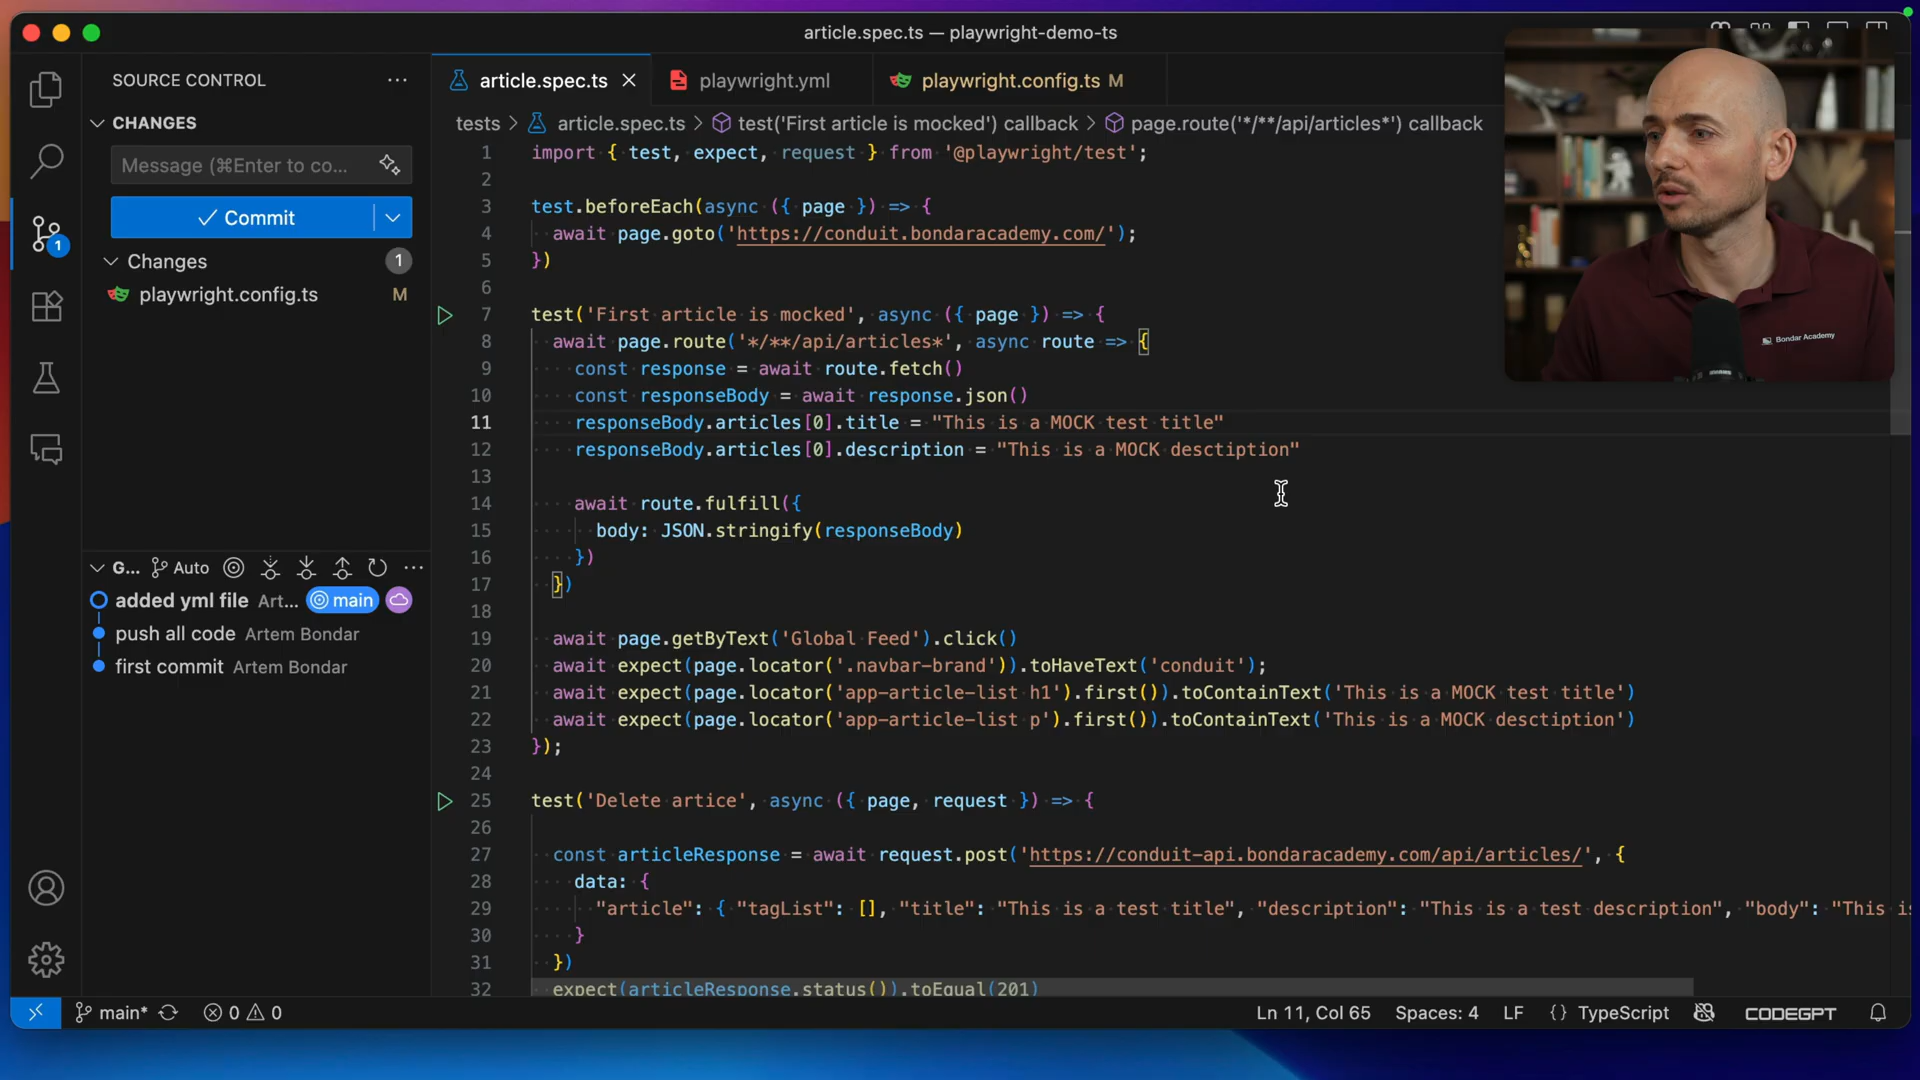 article.spec.ts — playwright-demo-ts
SOURCE CONTROL
article.spec.ts
playwright.yml
playwright.config.ts M
CHANGES
Message (⌘Enter to co...
Commit
Changes 1
playwright.config.ts M
1
G... Auto
added yml file Art... main
push all code Artem Bondar
first commit Artem Bondar
tests > article.spec.ts > test('First article is mocked') callback > page.route('*/**/api/articles*') callback
1 import { test, expect, request } from '@playwright/test';
2
3 test.beforeEach(async ({ page }) => {
4 await page.goto('https://conduit.bondaracademy.com/');
5 })
6
7 test('First article is mocked', async ({ page }) => {
8 await page.route('*/**/api/articles*', async route => {
9 const response = await route.fetch()
10 const responseBody = await response.json()
11 responseBody.articles[0].title = "This is a MOCK test title"
12 responseBody.articles[0].description = "This is a MOCK desctiption"
13
14 await route.fulfill({
15 body: JSON.stringify(responseBody)
16 })
17 })
18
19 await page.getByText('Global Feed').click()
20 await expect(page.locator('.navbar-brand')).toHaveText('conduit');
21 await expect(page.locator('app-article-list h1').first()).toContainText('This is a MOCK test title')
22 await expect(page.locator('app-article-list p').first()).toContainText('This is a MOCK desctiption')
23 });
24
25 test('Delete artice', async ({ page, request }) => {
26
27 const articleResponse = await request.post('https://conduit-api.bondaracademy.com/api/articles/', {
28 data: {
29 "article": { "tagList": [], "title": "This is a test title", "description": "This is a test description", "body": "This is
30 }
31 })
32 expect(articleResponse.status()).toEqual(201)
Bondar Academy
main* 0 0
Ln 11, Col 65 Spaces: 4 LF {} TypeScript CODEGPT